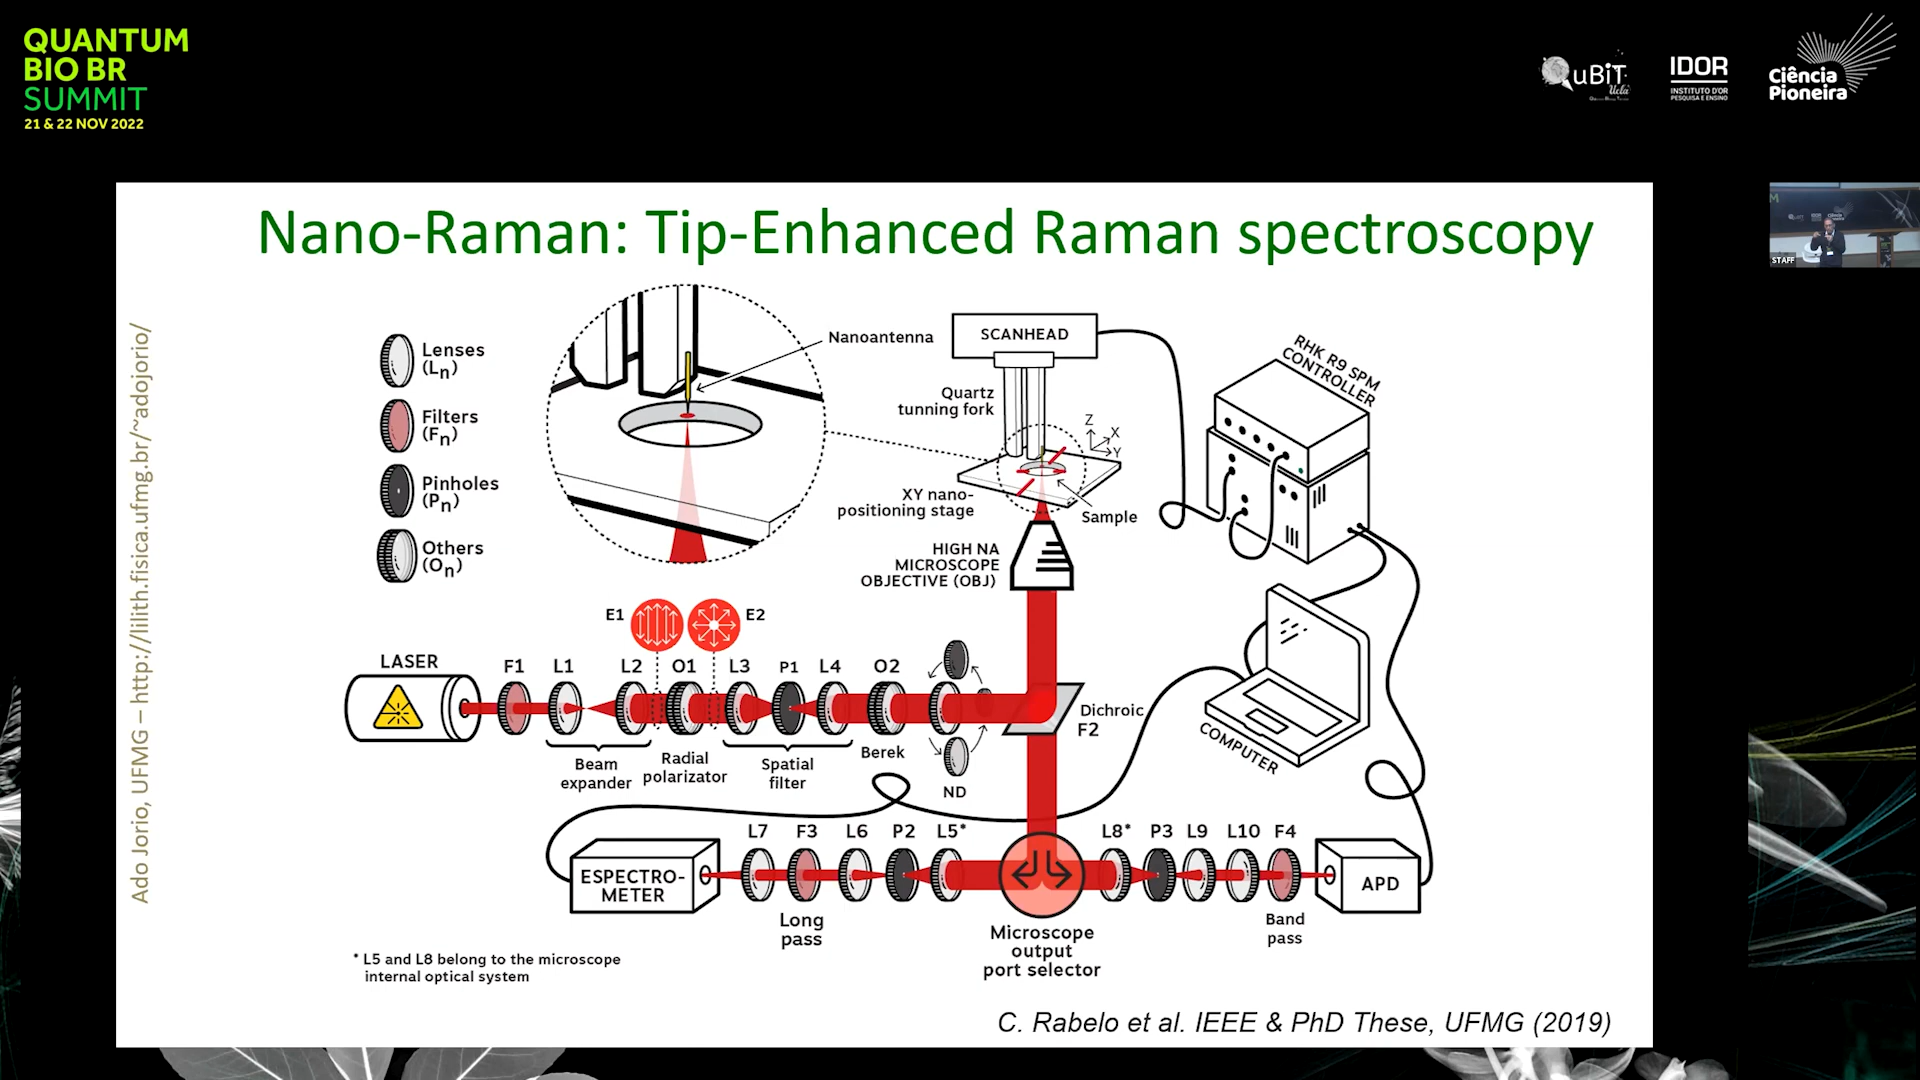 QUANTUM
BIO BR
SUMMIT
21 & 22 NOV 2022
QuBiT
Ucla
IDOR
INSTITUTO D'OR
PESQUISA E ENSINO
Ciência
Pioneira
STAFF
Nano-Raman: Tip-Enhanced Raman spectroscopy
Ado Jorio, UFMG – http://lilith.fisica.ufmg.br/~adojorio/
Lenses
(Ln)
Filters
(Fn)
Pinholes
(Pn)
Others
(On)
Nanoantenna
SCANHEAD
Quartz
tunning fork
Z
X
Y
XY nano-
positioning stage
Sample
HIGH NA
MICROSCOPE
OBJECTIVE (OBJ)
RHK R9 SPM
CONTROLLER
COMPUTER
E1
E2
LASER
F1
L1
L2
O1
L3
P1
L4
O2
Beam
expander
Radial
polarizator
Spatial
filter
Berek
ND
Dichroic
F2
L7
F3
L6
P2
L5*
L8*
P3
L9
L10
F4
ESPECTRO-
METER
APD
Long
pass
Microscope
output
port selector
Band
pass
* L5 and L8 belong to the microscope
internal optical system
C. Rabelo et al. IEEE & PhD These, UFMG (2019)